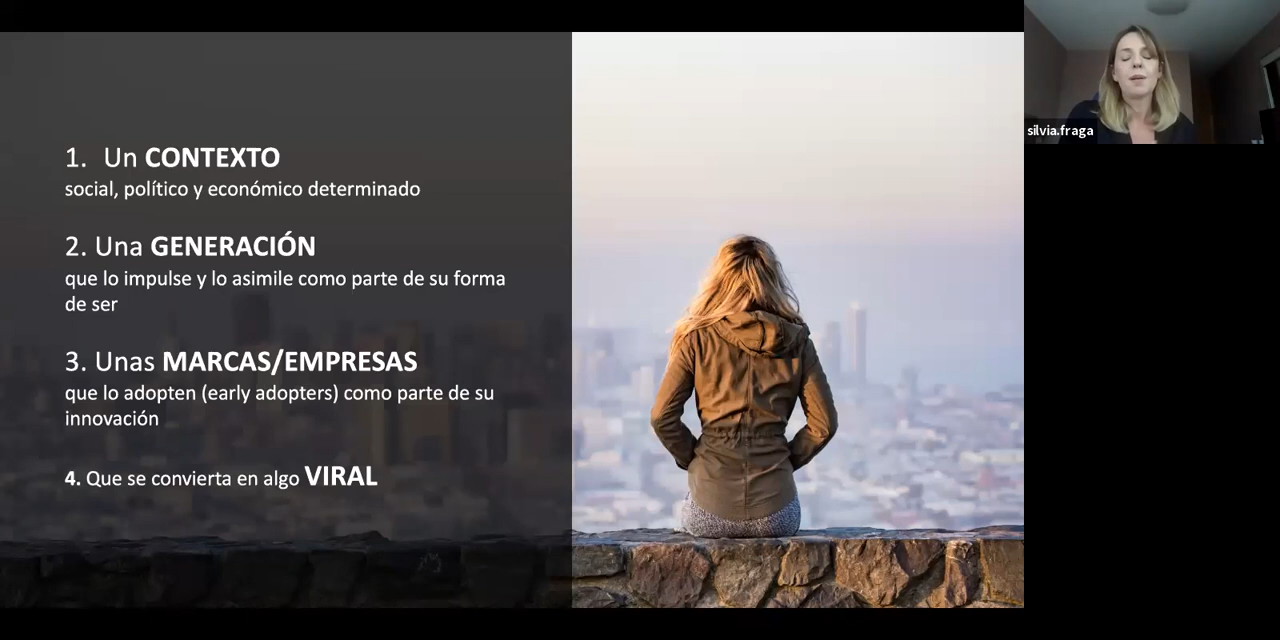 1. Un CONTEXTO
social, político y económico determinado
2. Una GENERACIÓN
que lo impulse y lo asimile como parte de su forma
de ser
3. Unas MARCAS/EMPRESAS
que lo adopten (early adopters) como parte de su
innovación
4. Que se convierta en algo VIRAL
silvia.fraga